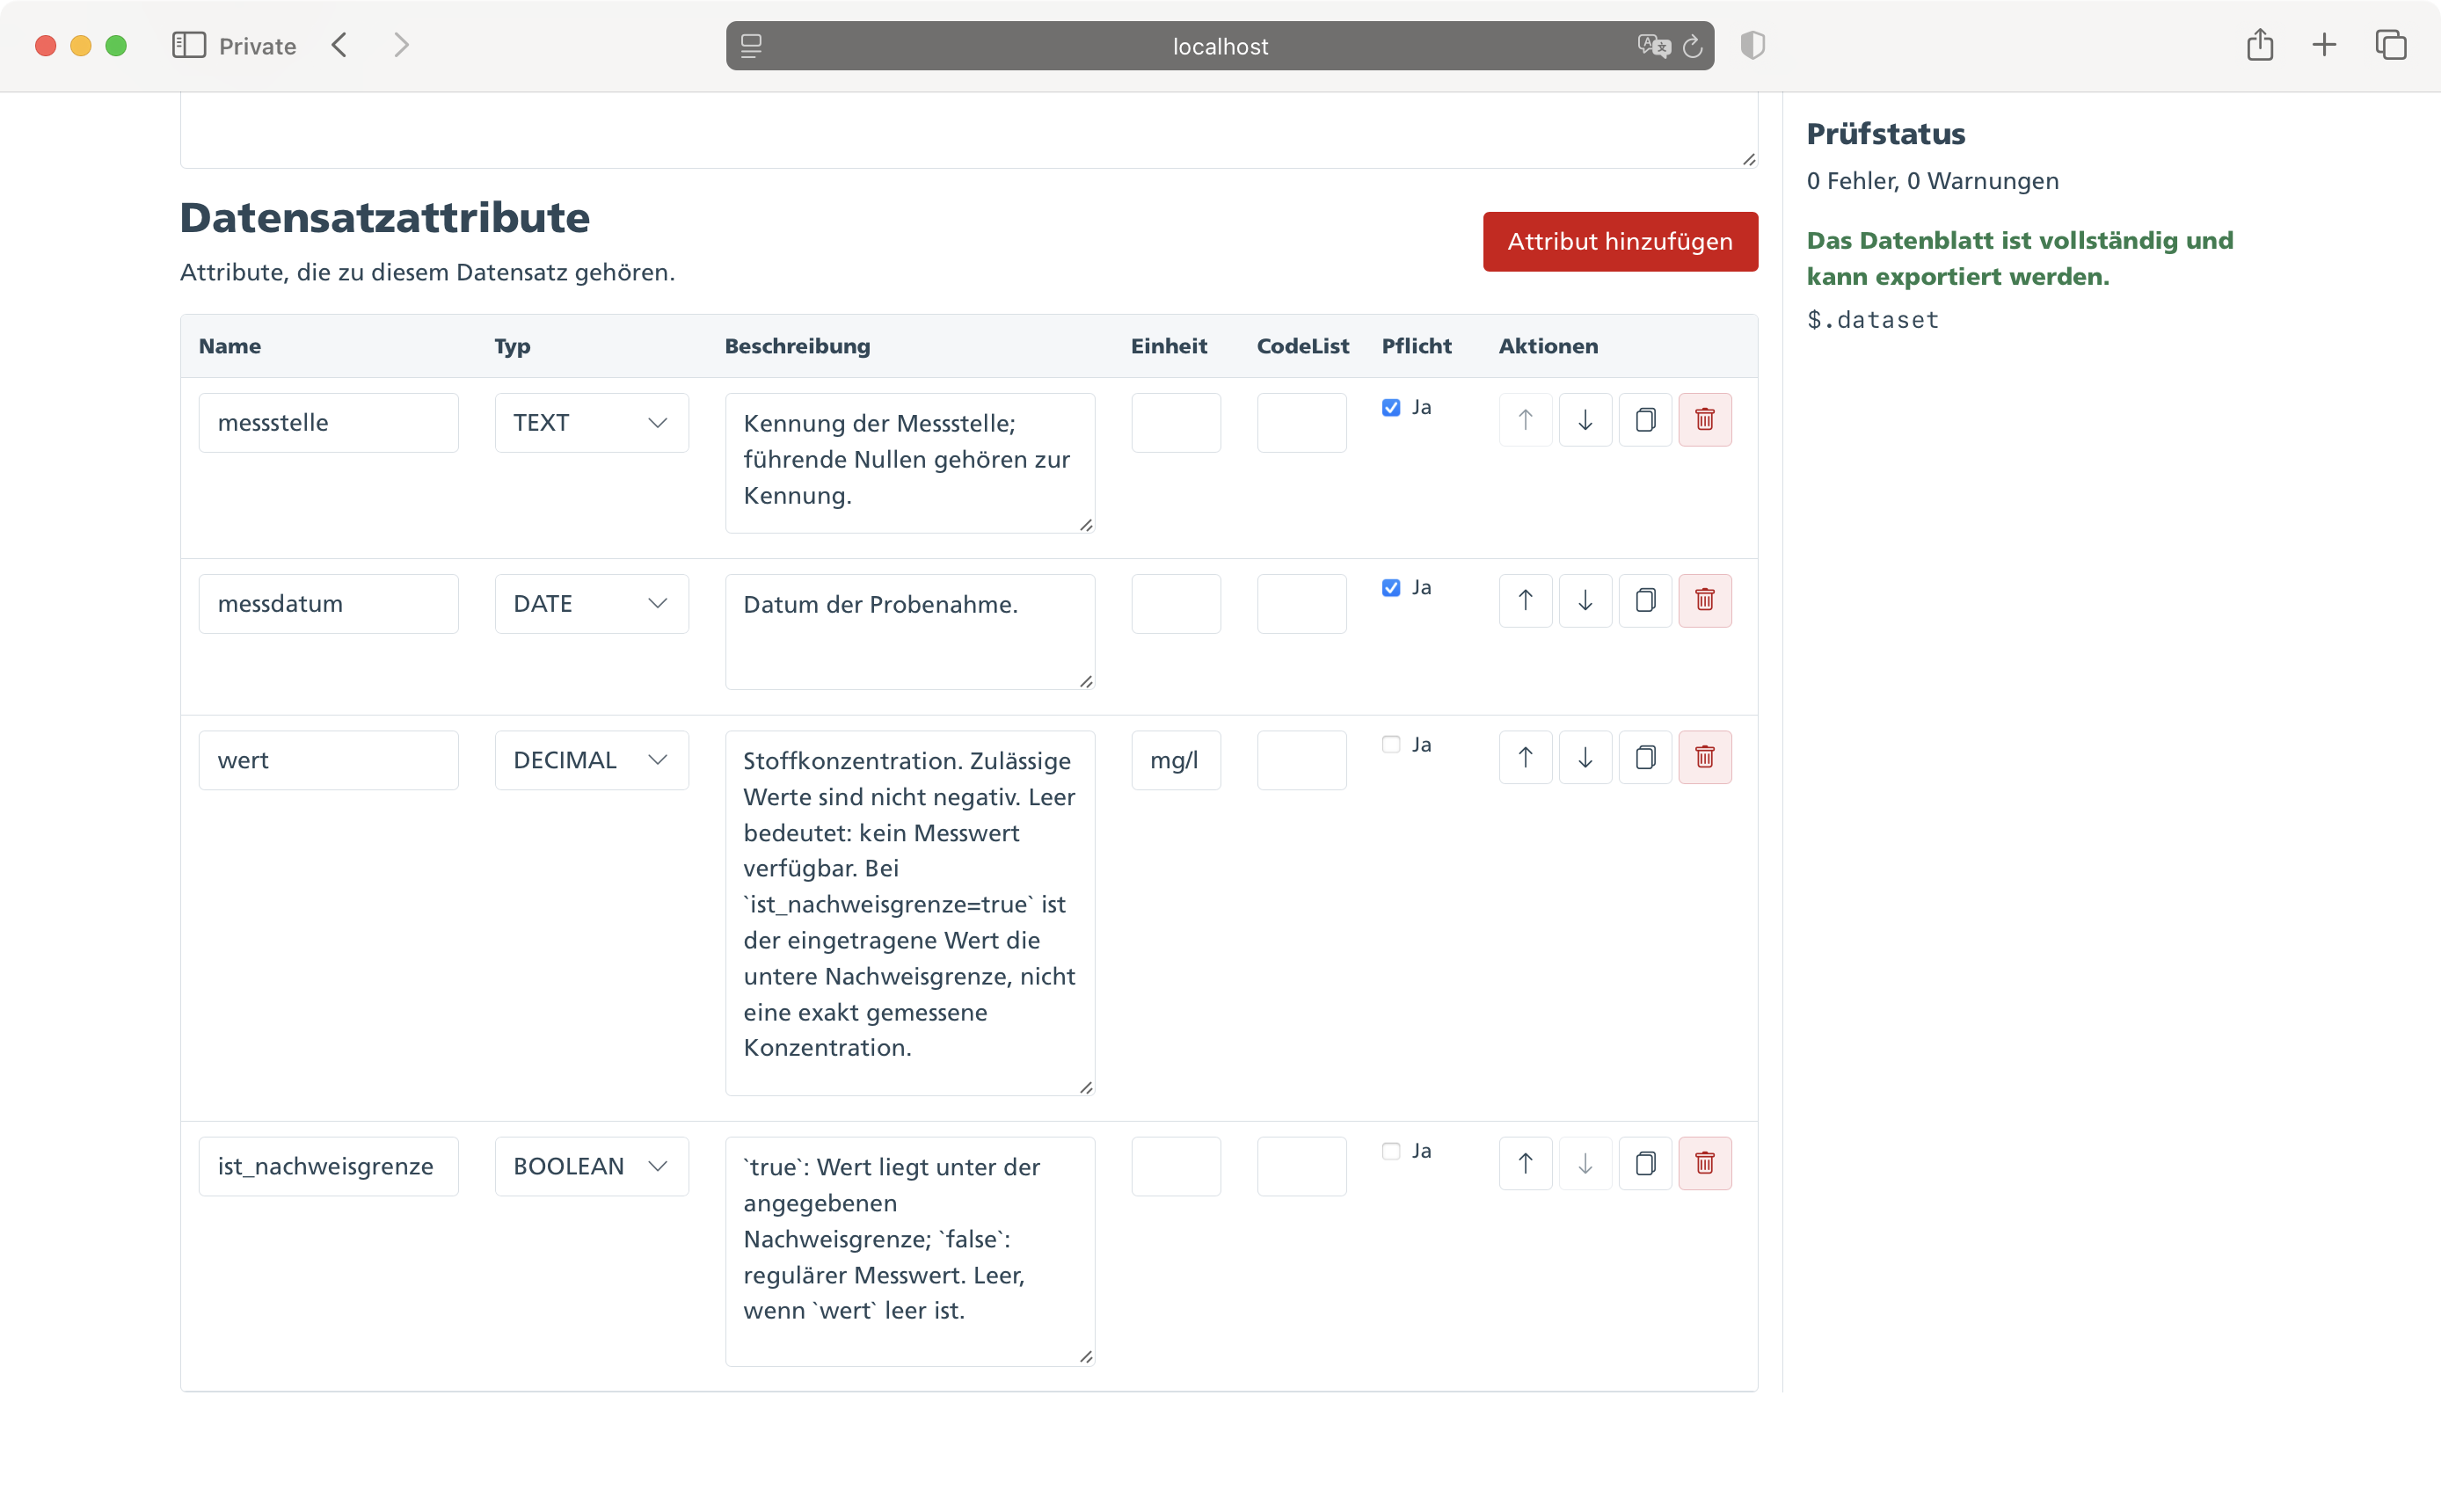 Private
localhost
Datensatzattribute
Attribute, die zu diesem Datensatz gehören.
Attribut hinzufügen
Name Typ Beschreibung Einheit CodeList Pflicht Aktionen
messstelle TEXT Kennung der Messstelle; Ja
führende Nullen gehören zur
Kennung.
messdatum DATE Datum der Probenahme. Ja
wert DECIMAL Stoffkonzentration. Zulässige mg/l Ja
Werte sind nicht negativ. Leer
bedeutet: kein Messwert
verfügbar. Bei
`ist_nachweisgrenze=true` ist
der eingetragene Wert die
untere Nachweisgrenze, nicht
eine exakt gemessene
Konzentration.
ist_nachweisgrenze BOOLEAN `true`: Wert liegt unter der Ja
angegebenen
Nachweisgrenze; `false`:
regulärer Messwert. Leer,
wenn `wert` leer ist.
Prüfstatus
0 Fehler, 0 Warnungen
Das Datenblatt ist vollständig und
kann exportiert werden.
$.dataset